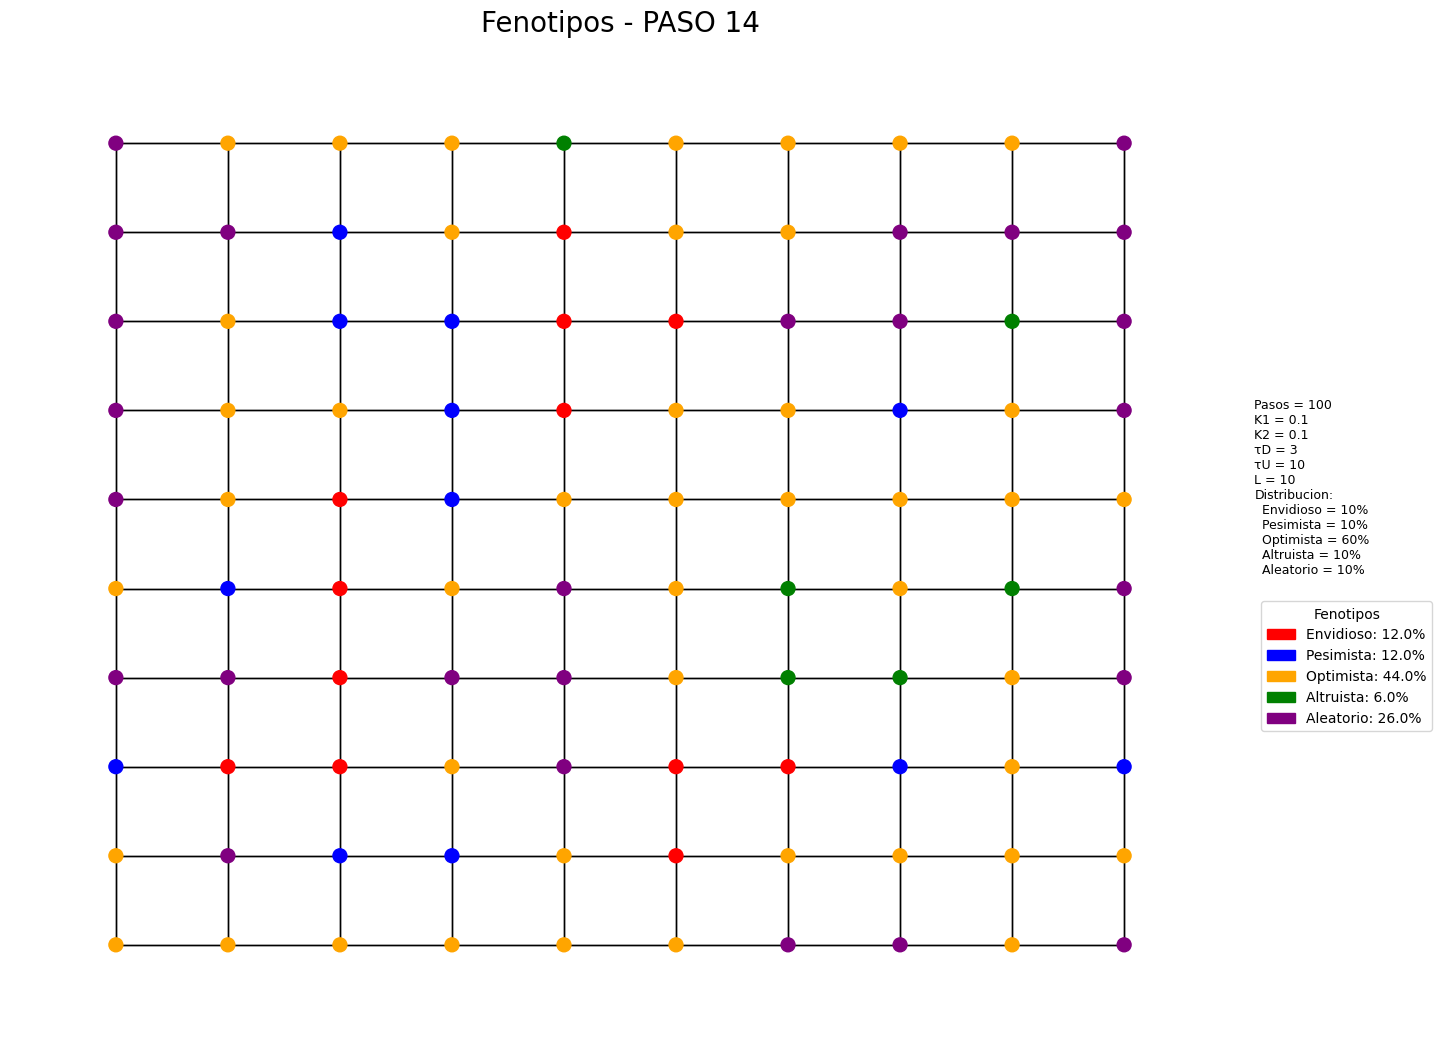 Fenotipos - PASO 14
Pasos = 100
K1 = 0.1
K2 = 0.1
τD = 3
τU = 10
L = 10
Distribucion:
Envidioso = 10%
Pesimista = 10%
Optimista = 60%
Altruista = 10%
Aleatorio = 10%
Fenotipos
Envidioso: 12.0%
Pesimista: 12.0%
Optimista: 44.0%
Altruista: 6.0%
Aleatorio: 26.0%